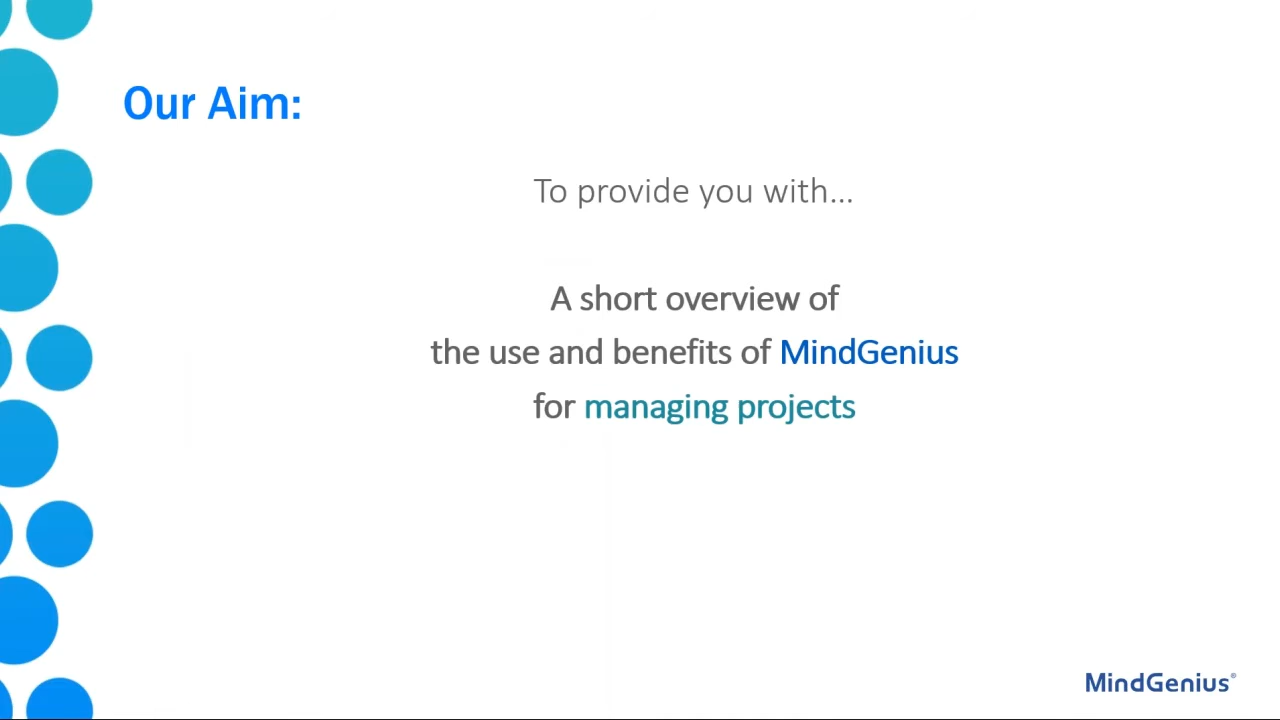 Our Aim:
To provide you with...
A short overview of
the use and benefits of MindGenius
for managing projects
MindGenius®